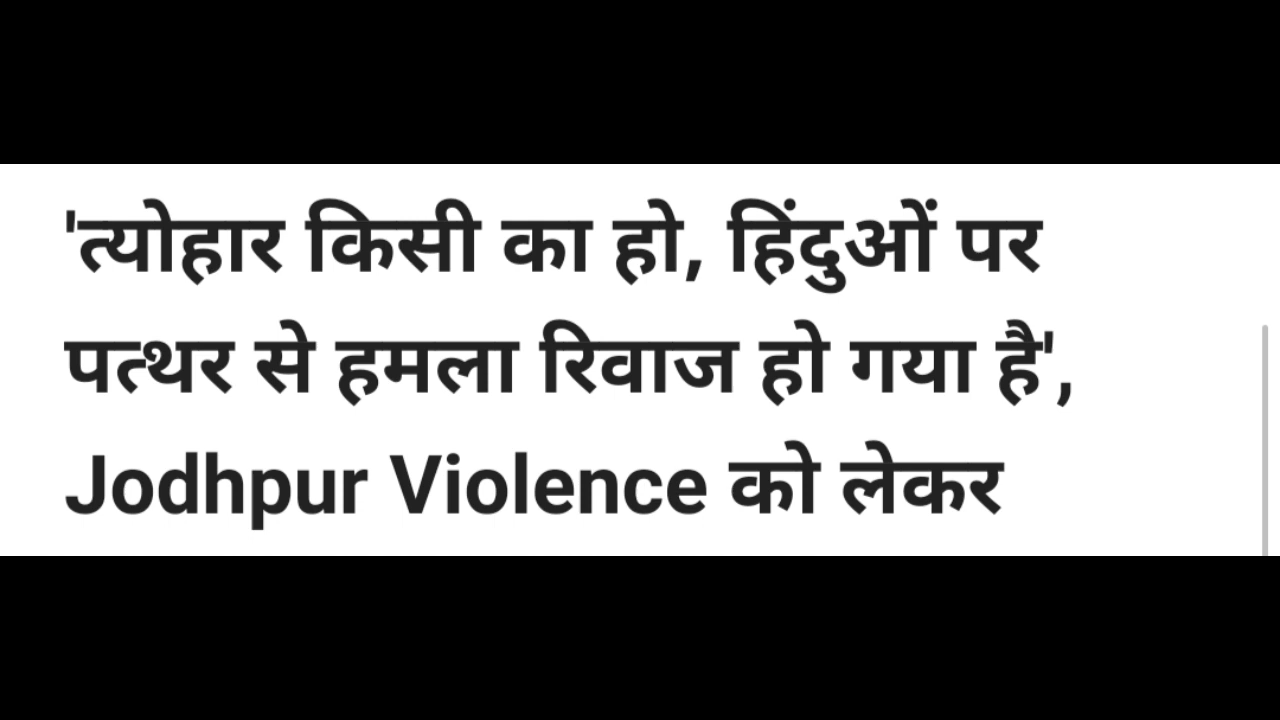 'त्योहार किसी का हो, हिंदुओं पर
पत्थर से हमला रिवाज हो गया है',
Jodhpur Violence को लेकर